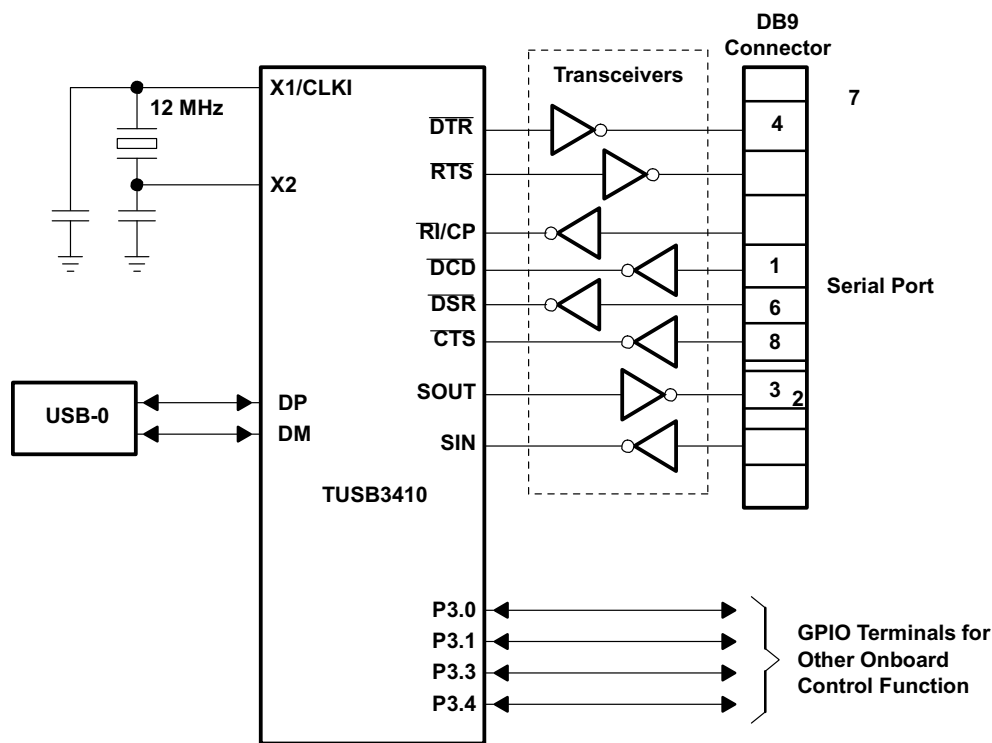 DB9
Connector
Transceivers
X1/CLKI
12 MHz
7
DTR
4
RTS
X2
RI/CP
DCD
1
Serial Port
DSR
6
CTS
8
USB-0
DP
SOUT
3
2
DM
SIN
TUSB3410
P3.0
P3.1
P3.3
P3.4
GPIO Terminals for
Other Onboard
Control Function